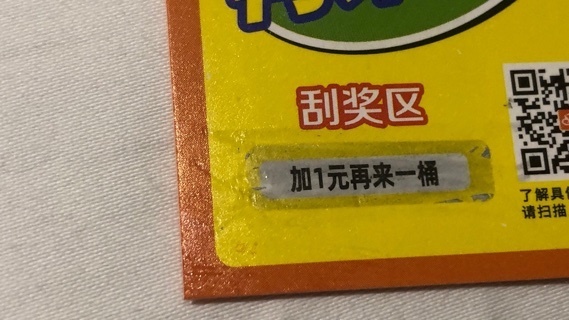 刮奖区
加1元再来一桶
了解具
请扫描